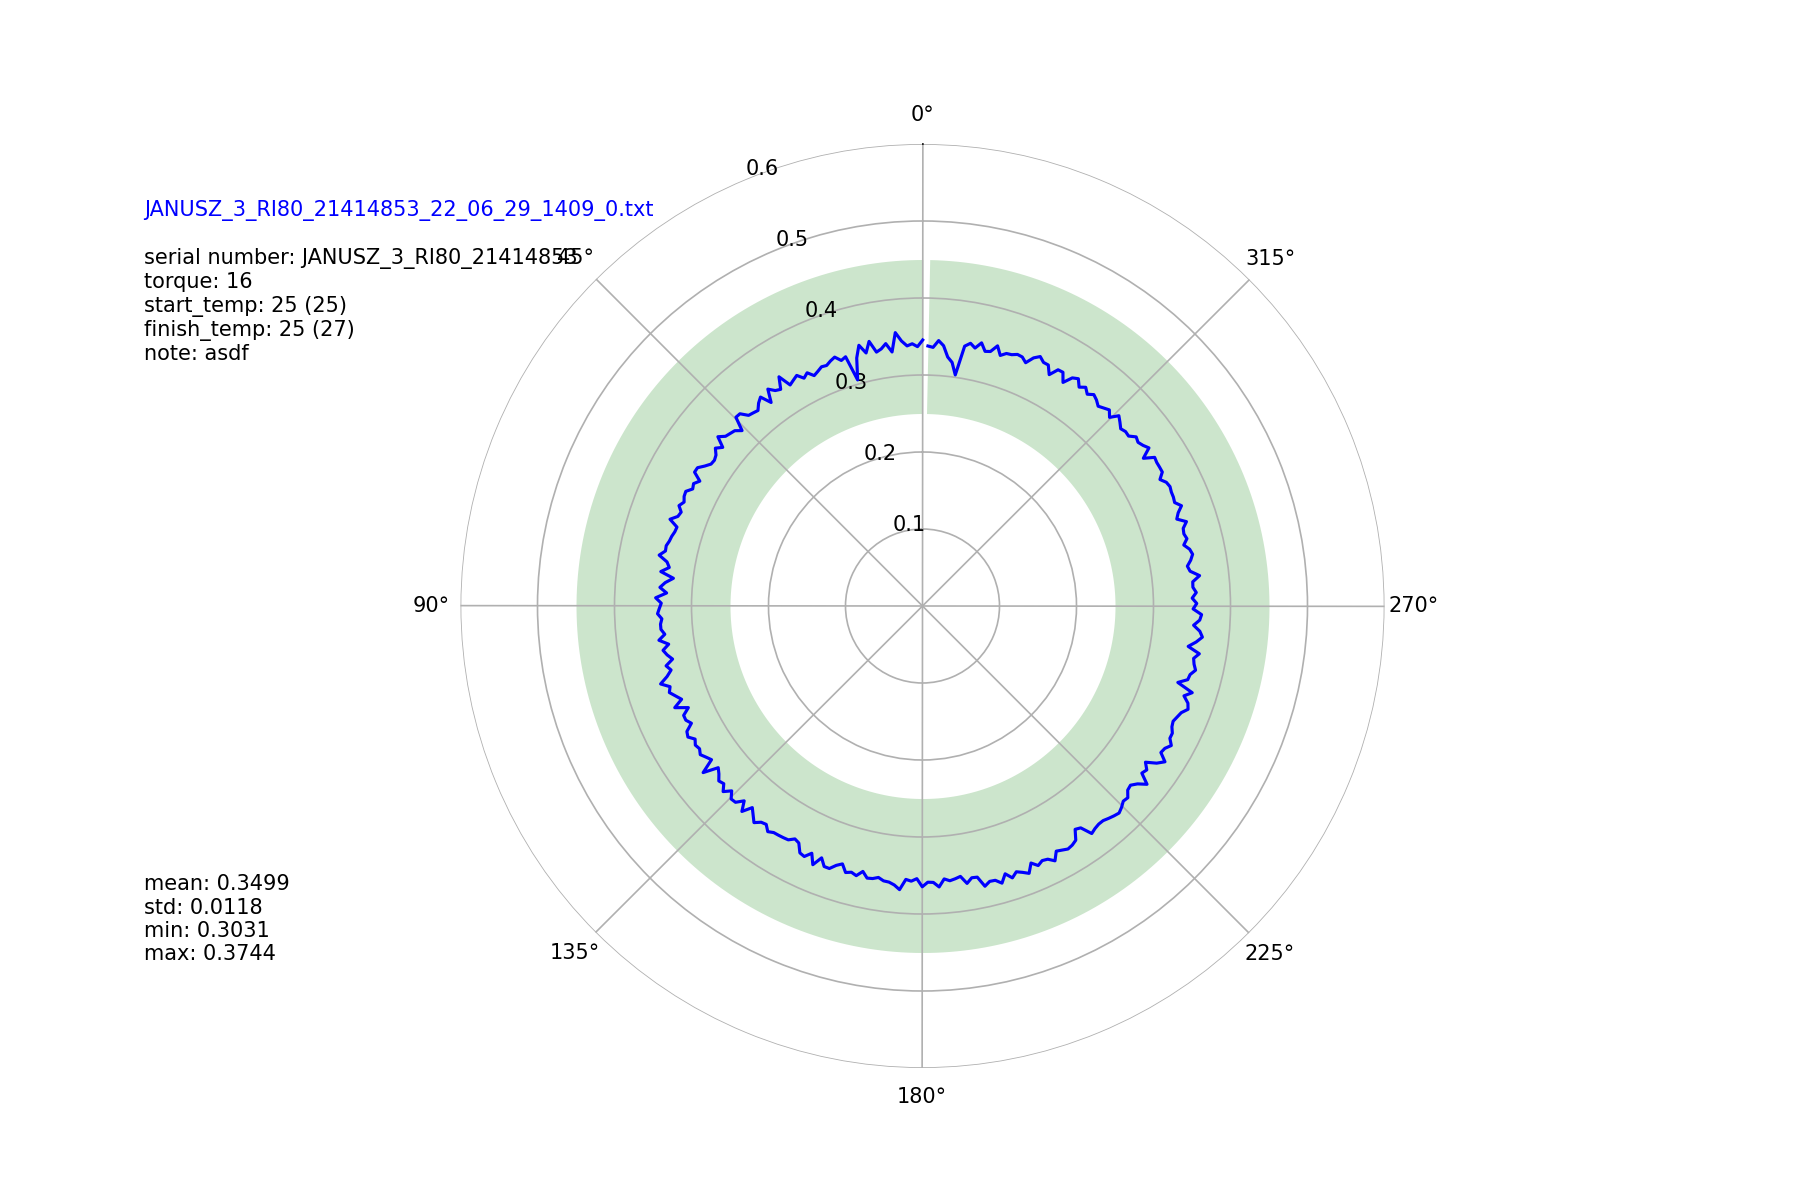 0°
0.6
JANUSZ_3_RI80_21414853_22_06_29_1409_0.txt
0.5
serial number: JANUSZ_3_RI80_21414853
45°
315°
torque: 16
start_temp: 25 (25)
0.4
finish_temp: 25 (27)
note: asdf
0.3
0.2
0.1
90°
270°
mean: 0.3499
std: 0.0118
min: 0.3031
max: 0.3744
135°
225°
180°